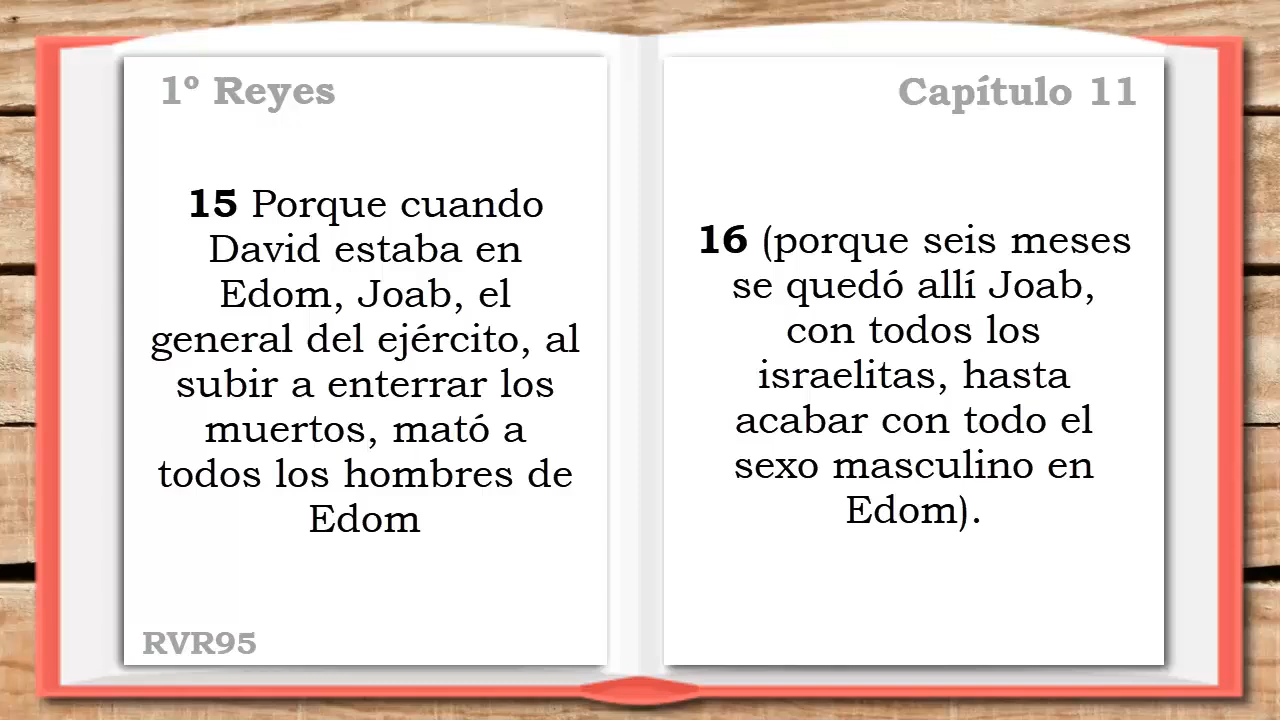 1º Reyes
15 Porque cuando
David estaba en
Edom, Joab, el
general del ejército, al
subir a enterrar los
muertos, mató a
todos los hombres de
Edom
RVR95
Capítulo 11
16 (porque seis meses
se quedó allí Joab,
con todos los
israelitas, hasta
acabar con todo el
sexo masculino en
Edom).